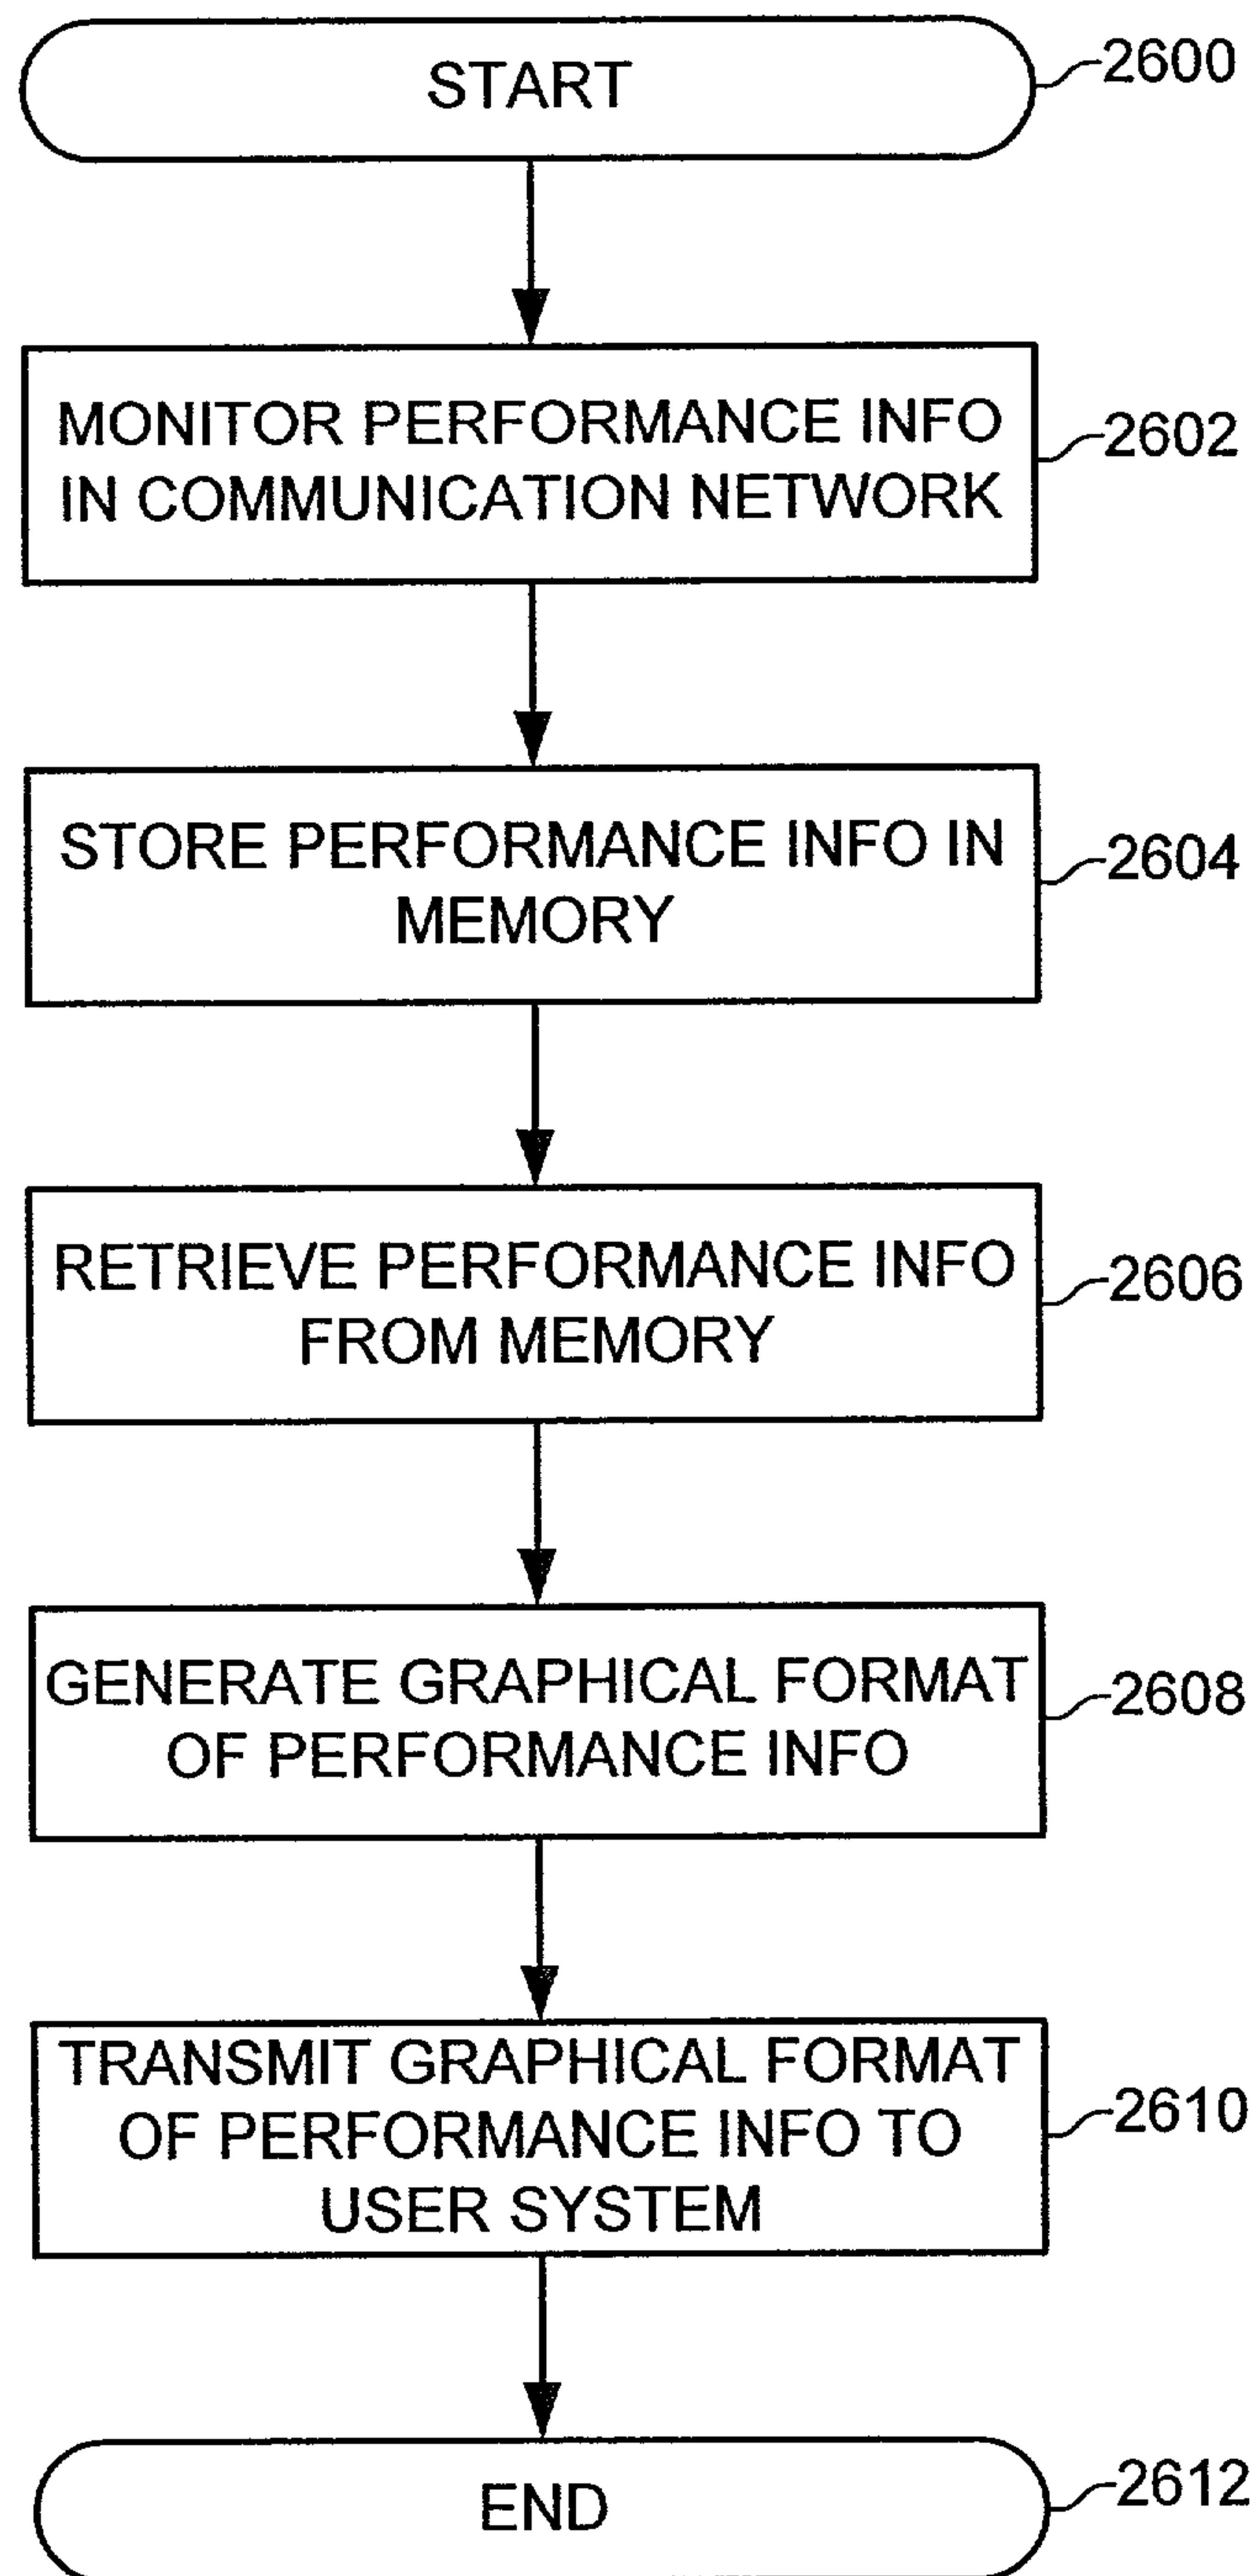 START
2600
MONITOR PERFORMANCE INFO
IN COMMUNICATION NETWORK
2602
STORE PERFORMANCE INFO IN
MEMORY
2604
RETRIEVE PERFORMANCE INFO
FROM MEMORY
2606
GENERATE GRAPHICAL FORMAT
OF PERFORMANCE INFO
2608
TRANSMIT GRAPHICAL FORMAT
OF PERFORMANCE INFO TO
USER SYSTEM
2610
END
2612